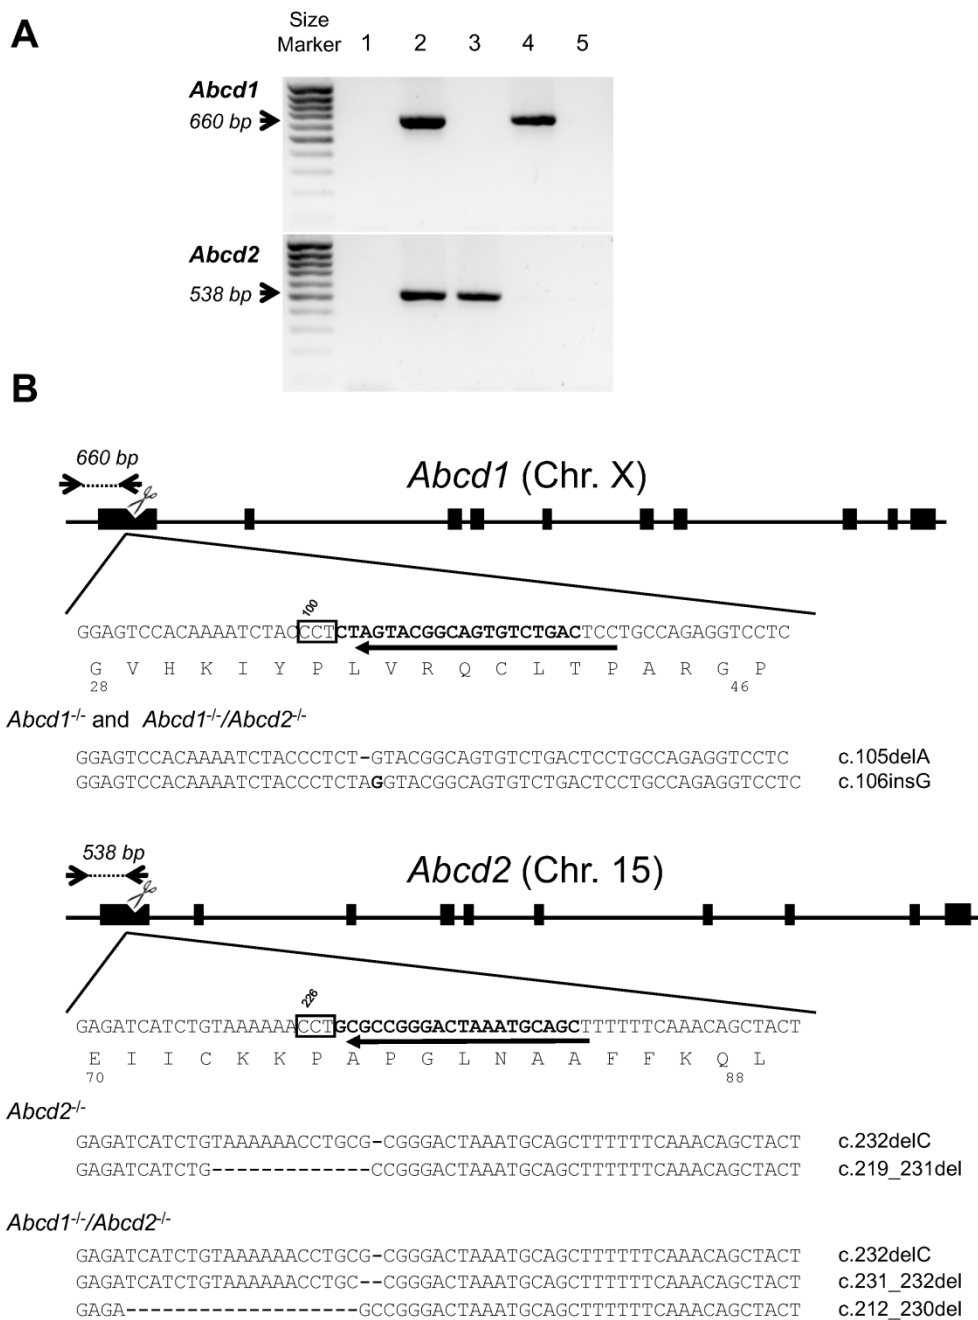 A
Size
Marker 1 2 3 4 5
Abcd1
660 bp
Abcd2
538 bp
B
660 bp
Abcd1 (Chr. X)
100
GGAGTCCACAAAATCTACCCTCTAGTACGGCAGTGTCTGACTCCTGCCAGAGGTCCTC
G V H K I Y P L V R Q C L T P A R G P
28 46
Abcd1-/- and Abcd1-/-/Abcd2-/-
GGAGTCCACAAAATCTACCCTCT-GTACGGCAGTGTCTGACTCCTGCCAGAGGTCCTC c.105delA
GGAGTCCACAAAATCTACCCTCTAGGTACGGCAGTGTCTGACTCCTGCCAGAGGTCCTC c.106insG
538 bp
Abcd2 (Chr. 15)
226
GAGATCATCTGTAAAAAACCTGCGCCGGGACTAAATGCAGCTTTTTTCAAACAGCTACT
E I I C K K P A P G L N A A F F K Q L
70 88
Abcd2-/-
GAGATCATCTGTAAAAAACCTGCG-CGGGACTAAATGCAGCTTTTTTCAAACAGCTACT c.232delC
GAGATCATCTG-------------CCGGGACTAAATGCAGCTTTTTTCAAACAGCTACT c.219_231del
Abcd1-/-/Abcd2-/-
GAGATCATCTGTAAAAAACCTGCG-CGGGACTAAATGCAGCTTTTTTCAAACAGCTACT c.232delC
GAGATCATCTGTAAAAAACCTGC--CGGGACTAAATGCAGCTTTTTTCAAACAGCTACT c.231_232del
GAGA-------------------GCCGGGACTAAATGCAGCTTTTTTCAAACAGCTACT c.212_230del